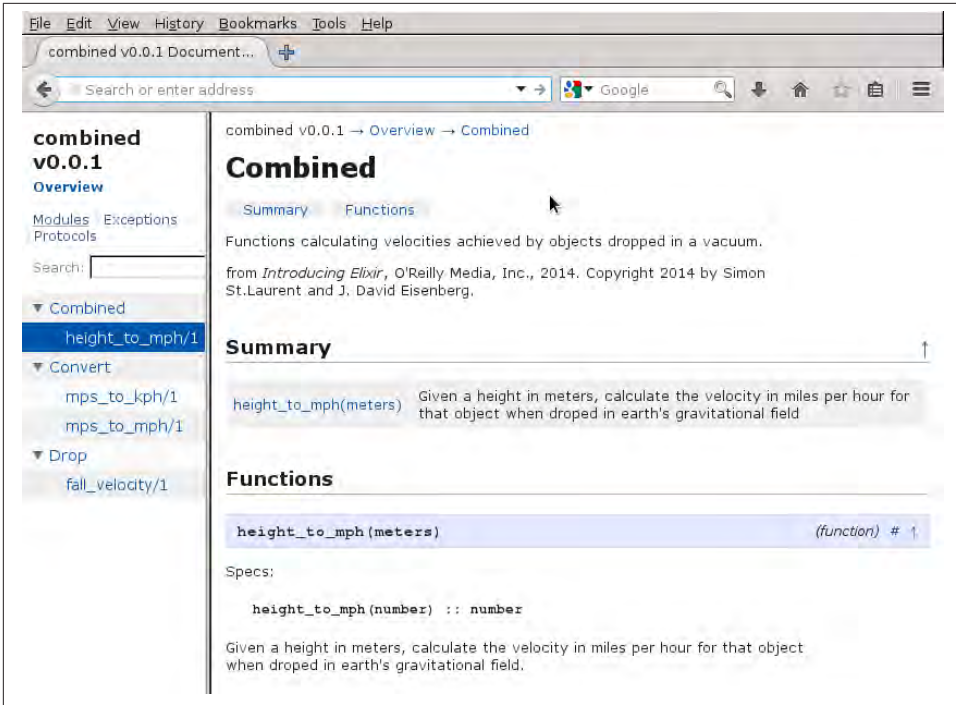 File Edit View History Bookmarks Tools Help
combined v0.0.1 Docum​ent...
Search or enter address
Google
combined
v0.0.1
Overview
Modules Exceptions
Protocols
Search:
Combined
height_to_mph/1
Convert
mps_to_kph/1
mps_to_mph/1
Drop
fall_velocity/1
combined v0.0.1 → Overview → Combined
Combined
Summary Functions
Functions calculating velocities achieved by objects dropped in a vacuum.
from Introducing Elixir, O'Reilly Media, Inc., 2014. Copyright 2014 by Simon
St.Laurent and J. David Eisenberg.
Summary ↑
height_to_mph(meters)
Given a height in meters, calculate the velocity in miles per hour for
that object when droped in earth's gravitational field
Functions
height_to_mph(meters) (function) # ↑
Specs:
height_to_mph(number) :: number
Given a height in meters, calculate the velocity in miles per hour for that object
when droped in earth's gravitational field.